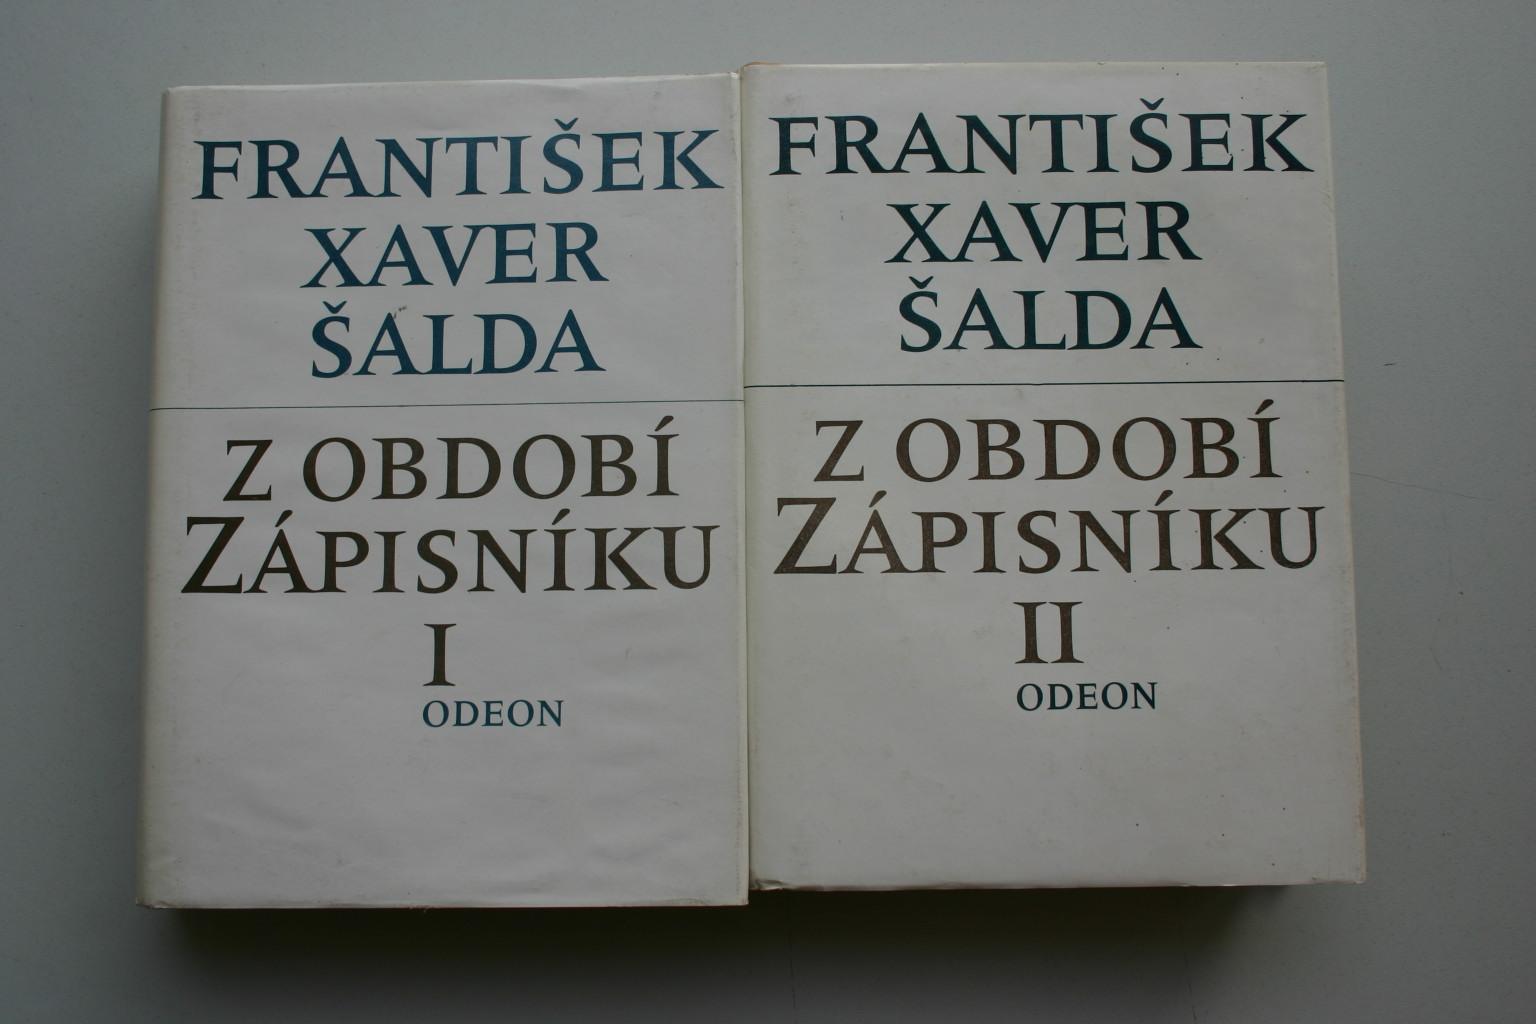 FRANTIŠEK
XAVER
ŠALDA
Z OBDOBÍ
ZÁPISNÍKU
I
ODEON
FRANTIŠEK
XAVER
ŠALDA
Z OBDOBÍ
ZÁPISNÍKU
II
ODEON